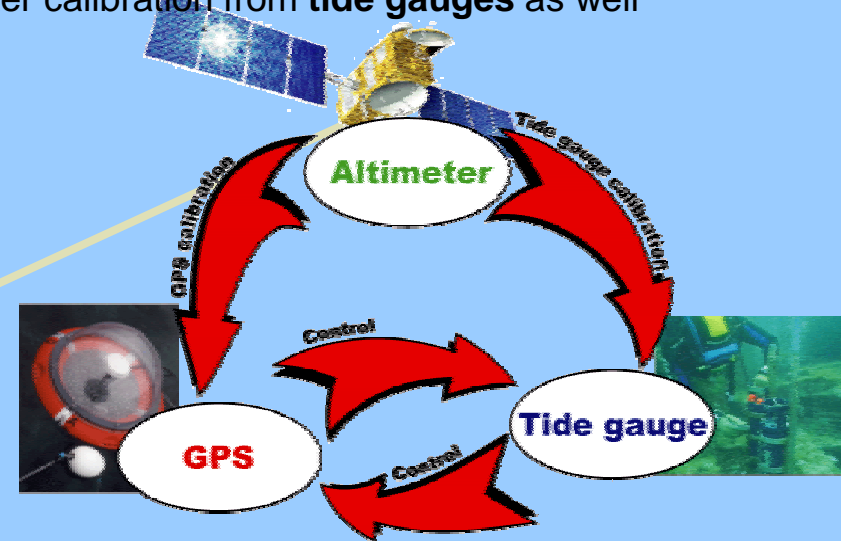 er calibration from tide gauges as well
Altimeter
GPS calibration
Tide gauge calibration
Control
GPS
Tide gauge
Control